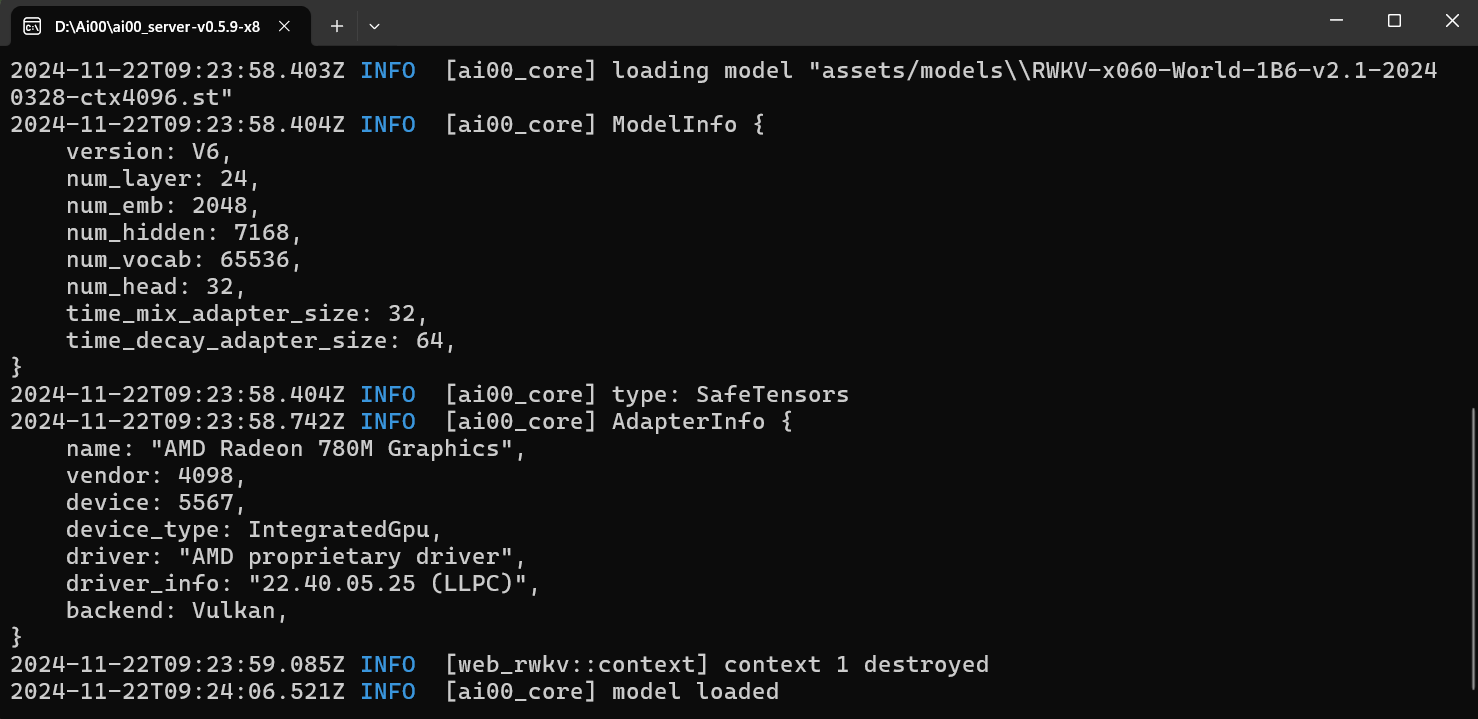 D:\Ai00\ai00_server-v0.5.9-x8
2024-11-22T09:23:58.403Z INFO  [ai00_core] loading model "assets/models\\RWKV-x060-World-1B6-v2.1-2024
0328-ctx4096.st"
2024-11-22T09:23:58.404Z INFO  [ai00_core] ModelInfo {
    version: V6,
    num_layer: 24,
    num_emb: 2048,
    num_hidden: 7168,
    num_vocab: 65536,
    num_head: 32,
    time_mix_adapter_size: 32,
    time_decay_adapter_size: 64,
}
2024-11-22T09:23:58.404Z INFO  [ai00_core] type: SafeTensors
2024-11-22T09:23:58.742Z INFO  [ai00_core] AdapterInfo {
    name: "AMD Radeon 780M Graphics",
    vendor: 4098,
    device: 5567,
    device_type: IntegratedGpu,
    driver: "AMD proprietary driver",
    driver_info: "22.40.05.25 (LLPC)",
    backend: Vulkan,
}
2024-11-22T09:23:59.085Z INFO  [web_rwkv::context] context 1 destroyed
2024-11-22T09:24:06.521Z INFO  [ai00_core] model loaded